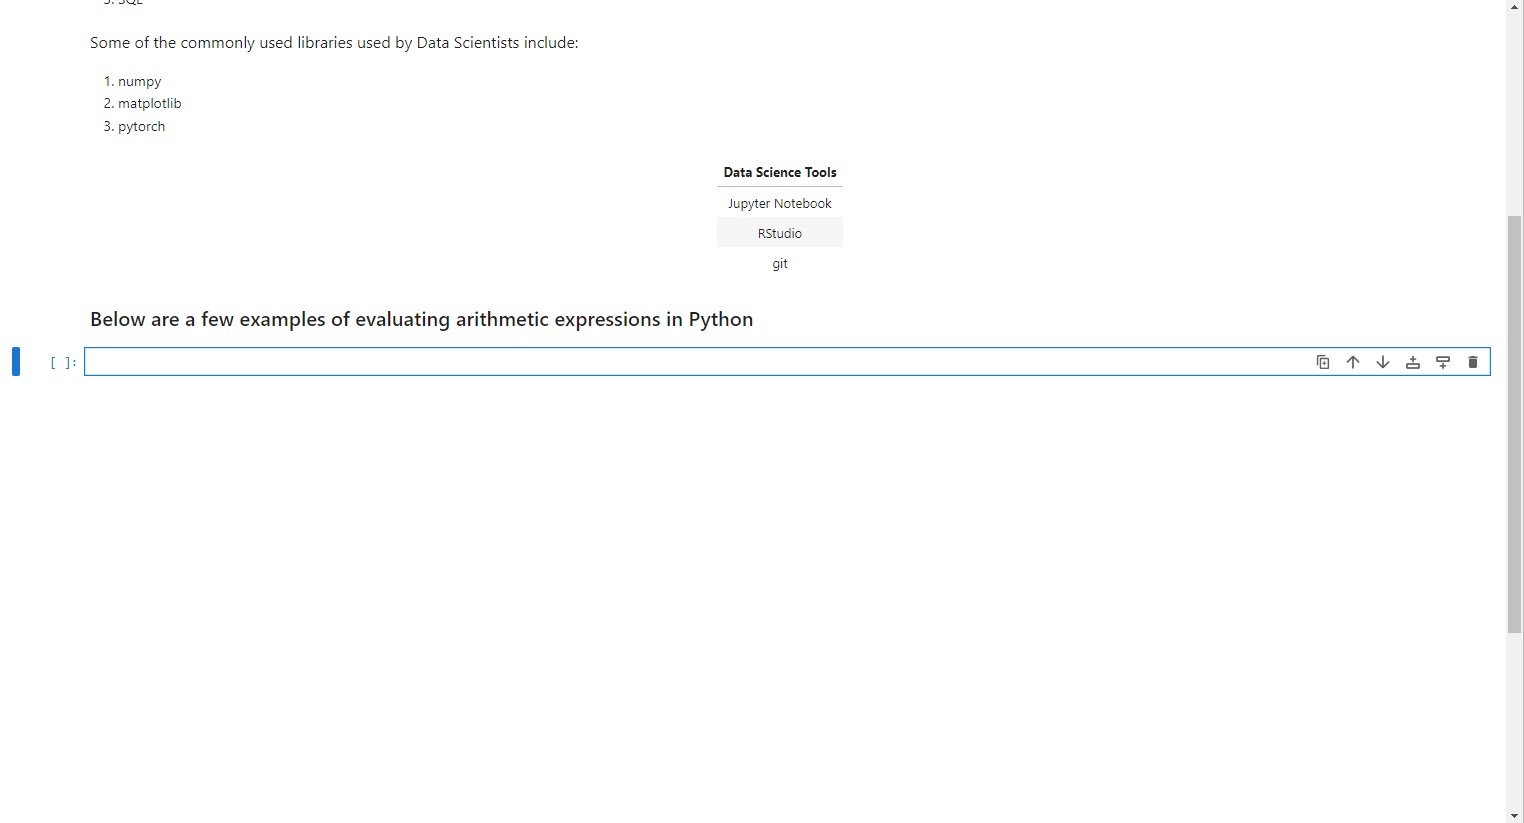 3. SQL
Some of the commonly used libraries used by Data Scientists include:
1. numpy
2. matplotlib
3. pytorch
Data Science Tools
Jupyter Notebook
RStudio
git
Below are a few examples of evaluating arithmetic expressions in Python
[ ]: